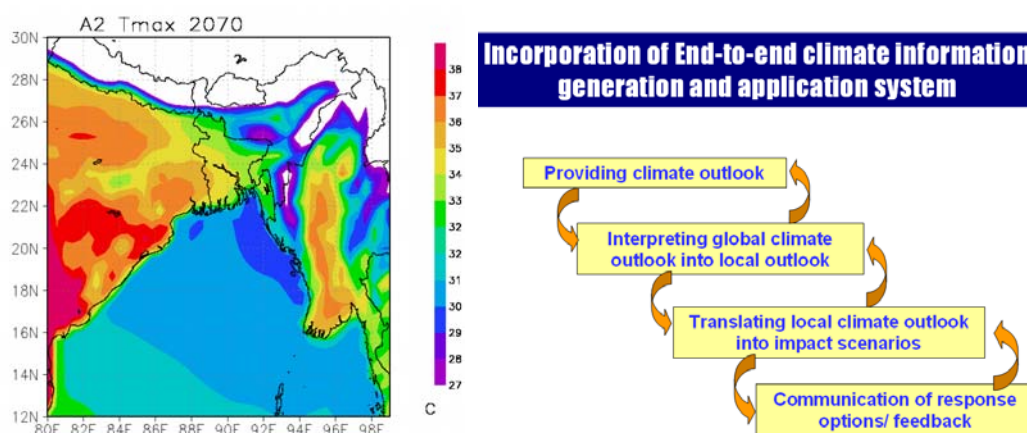 A2 Tmax 2070
30N
28N
26N
24N
22N
20N
18N
16N
14N
12N
80E 82E 84E 86E 88E 90E 92E 94E 96E 98E
38
37
36
35
34
33
32
31
30
29
28
27
C
Incorporation of End-to-end climate information
generation and application system
Providing climate outlook
Interpreting global climate
outlook into local outlook
Translating local climate outlook
into impact scenarios
Communication of response
options/ feedback